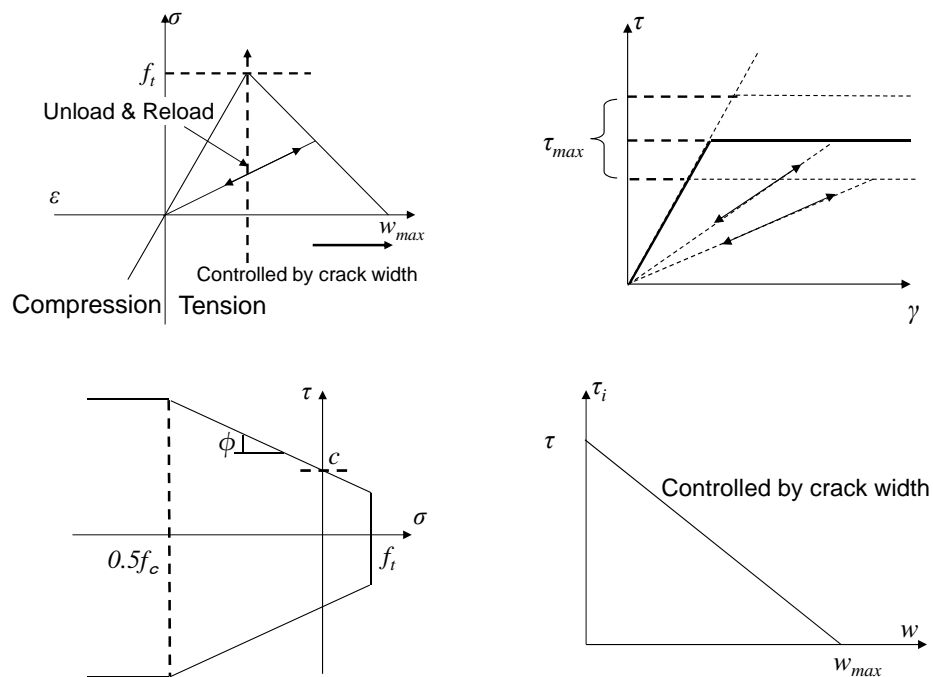 σ
f_t
Unload & Reload
ε
w_max
Controlled by crack width
Compression
Tension
τ
τ_max
γ
τ
ϕ
c
σ
0.5f_c
f_t
τ_i
τ
Controlled by crack width
w
w_max